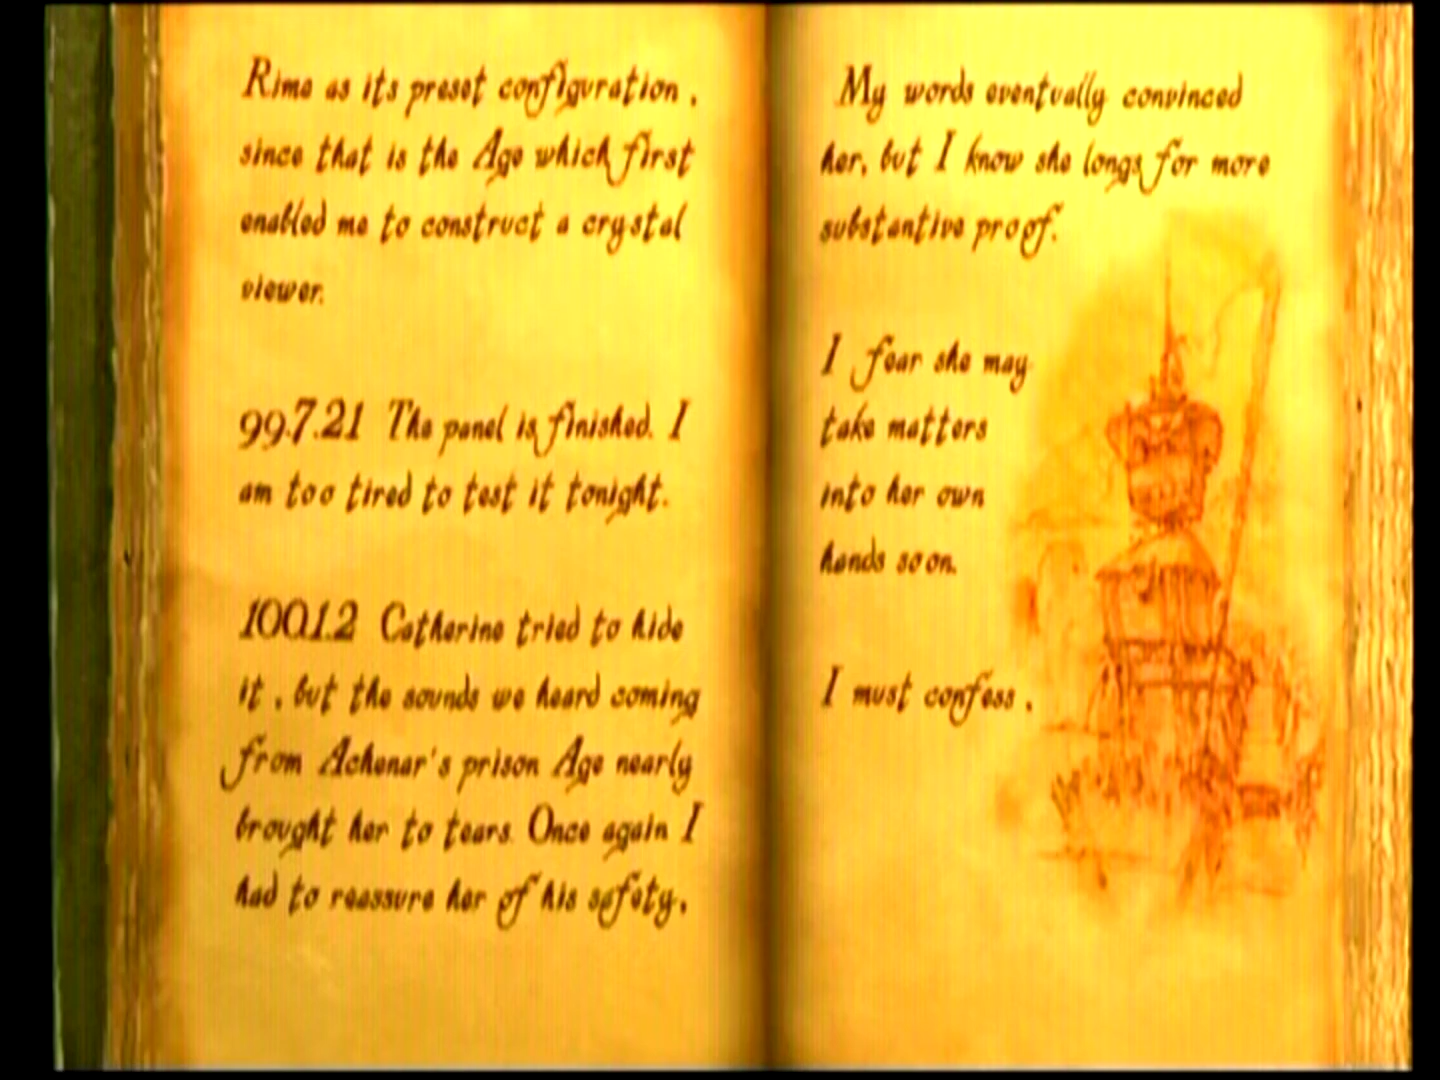 Rime as its preset configuration,
since that is the Age which first
enabled me to construct a crystal
viewer.
99.7.21 The panel is finished. I
am too tired to test it tonight.
100.1.2 Catherine tried to hide
it, but the sounds we heard coming
from Achenar's prison Age nearly
brought her to tears. Once again I
had to reassure her of his safety.
My words eventually convinced
her, but I know she longs for more
substantive proof.
I fear she may
take matters
into her own
hands soon.
I must confess,